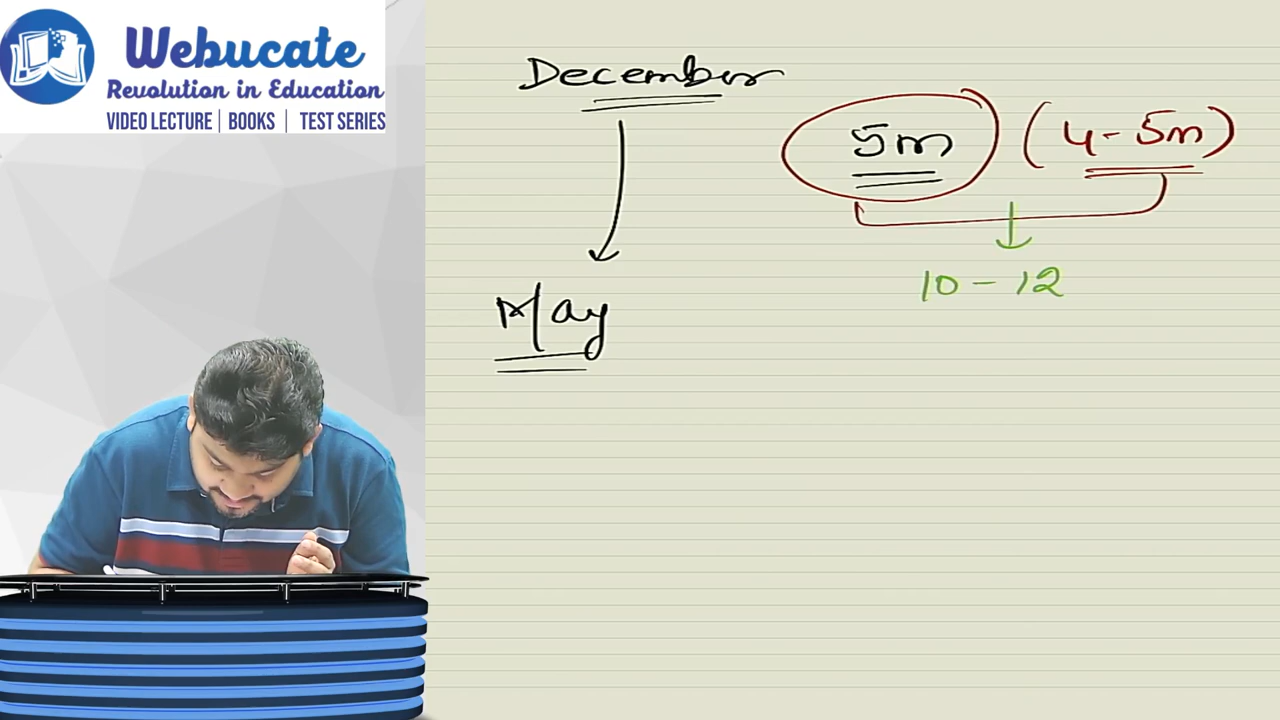 Webucate
Revolution in Education
VIDEO LECTURE | BOOKS | TEST SERIES
December
5m (4-5m)
10-12
May